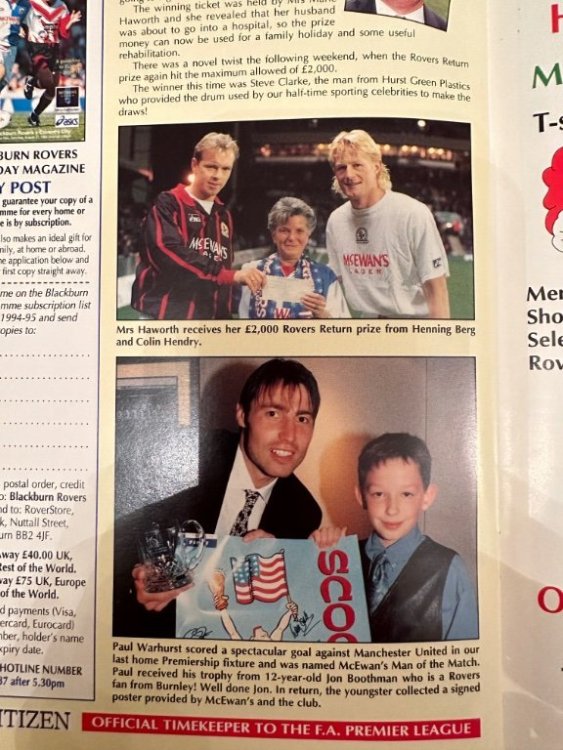 BURN ROVERS
DAY MAGAZINE
Y POST
guarantee your copy of a
mme for every home or
e is by subscription.
lso makes an ideal gift for
ly, at home or abroad.
e application below and
first copy straight away.
me on the Blackburn
mme subscription list
1994-95 and send
opies to:
postal order, credit
o: Blackburn Rovers
nd to: RoverStore,
k, Nuttall Street,
urn BB2 4JF.
way £40.00 UK,
Rest of the World.
way £75 UK, Europe
of the World.
d payments (Visa,
ercard, Eurocard)
mber, holder's name
xpiry date.
HOTLINE NUMBER
37 after 5.30pm
ITIZEN
asics
The winning ticket was held by Mrs
Haworth and she revealed that her husband
was about to go into a hospital, so the prize
money can now be used for a family holiday and some useful
rehabilitation.
There was a novel twist the following weekend, when the Rovers Return
prize again hit the maximum allowed of £2,000.
The winner this time was Steve Clarke, the man from Hurst Green Plastics
who provided the drum used by our half-time sporting celebrities to make the
draws!
McEWAN'S
LAGER
McEWAN'S
LAGER
Mrs Haworth receives her £2,000 Rovers Return prize from Henning Berg
and Colin Hendry.
SCO
Paul Warhurst scored a spectacular goal against Manchester United in our
last home Premiership fixture and was named McEwan's Man of the Match.
Paul received his trophy from 12-year-old Jon Boothman who is a Rovers
fan from Burnley! Well done Jon. In return, the youngster collected a signed
poster provided by McEwan's and the club.
OFFICIAL TIMEKEEPER TO THE F.A. PREMIER LEAGUE
H
M
T-s
Mer
Sho
Sele
Rov
O